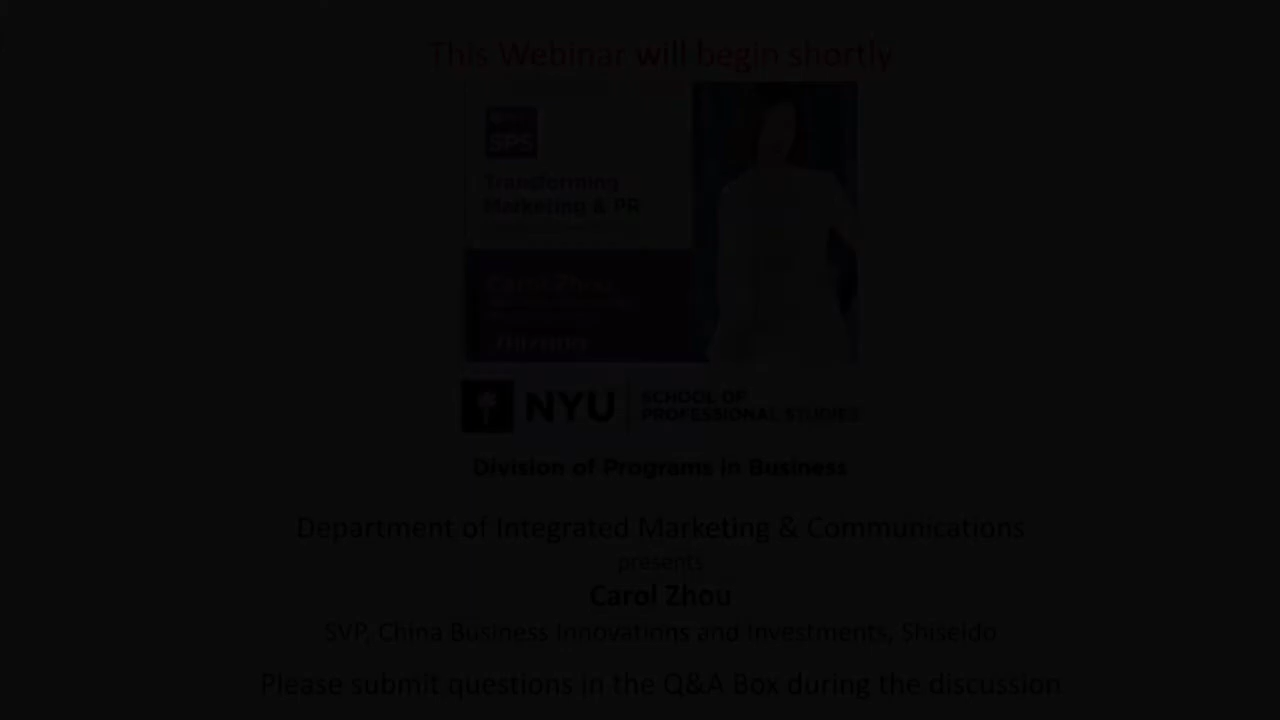 This Webinar will begin shortly
SPS
Transforming
Marketing & PR
Carol Zhou
NYU SCHOOL OF
PROFESSIONAL STUDIES
Division of Programs in Business
Department of Integrated Marketing & Communications
presents
Carol Zhou
SVP, China Business Innovations and Investments, Shiseido
Please submit questions in the Q&A Box during the discussion